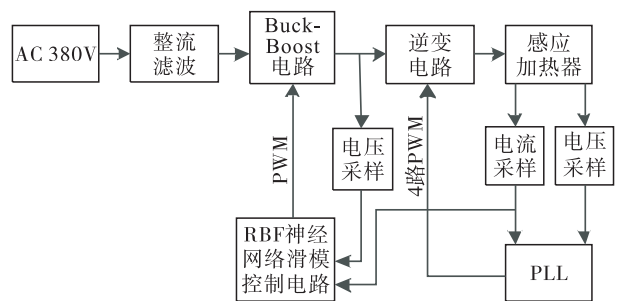 AC 380V
整流
滤波
Buck-
Boost
电路
逆变
电路
感应
加热器
PWM
电压
采样
4路PWM
电流
采样
电压
采样
RBF神经
网络滑模
控制电路
PLL